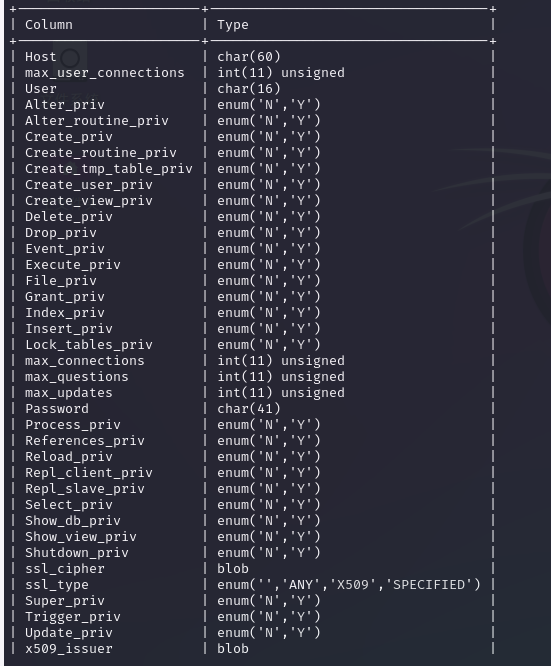 +----------------------+---------------------------------+
| Column | Type |
+----------------------+---------------------------------+
| Host | char(60) |
| max_user_connections | int(11) unsigned |
| User | char(16) |
| Alter_priv | enum('N','Y') |
| Alter_routine_priv | enum('N','Y') |
| Create_priv | enum('N','Y') |
| Create_routine_priv | enum('N','Y') |
| Create_tmp_table_priv | enum('N','Y') |
| Create_user_priv | enum('N','Y') |
| Create_view_priv | enum('N','Y') |
| Delete_priv | enum('N','Y') |
| Drop_priv | enum('N','Y') |
| Event_priv | enum('N','Y') |
| Execute_priv | enum('N','Y') |
| File_priv | enum('N','Y') |
| Grant_priv | enum('N','Y') |
| Index_priv | enum('N','Y') |
| Insert_priv | enum('N','Y') |
| Lock_tables_priv | enum('N','Y') |
| max_connections | int(11) unsigned |
| max_questions | int(11) unsigned |
| max_updates | int(11) unsigned |
| Password | char(41) |
| Process_priv | enum('N','Y') |
| References_priv | enum('N','Y') |
| Reload_priv | enum('N','Y') |
| Repl_client_priv | enum('N','Y') |
| Repl_slave_priv | enum('N','Y') |
| Select_priv | enum('N','Y') |
| Show_db_priv | enum('N','Y') |
| Show_view_priv | enum('N','Y') |
| Shutdown_priv | enum('N','Y') |
| ssl_cipher | blob |
| ssl_type | enum('','ANY','X509','SPECIFIED') |
| Super_priv | enum('N','Y') |
| Trigger_priv | enum('N','Y') |
| Update_priv | enum('N','Y') |
| x509_issuer | blob |